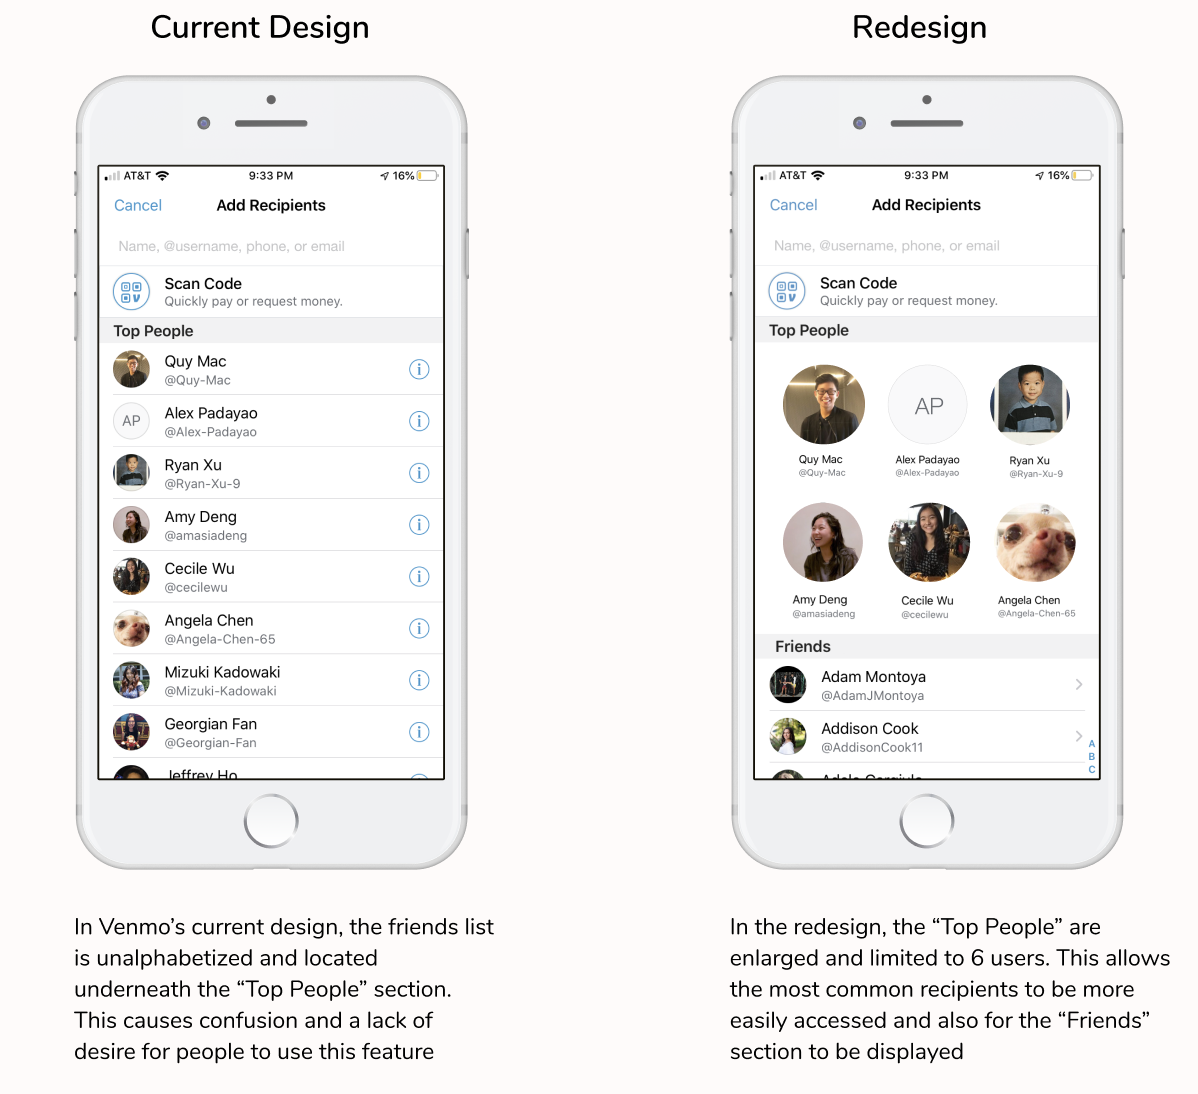 Current Design
AT&T 9:33 PM 16%
Cancel Add Recipients
Name, @username, phone, or email
Scan Code
Quickly pay or request money.
Top People
Quy Mac
@Quy-Mac
AP
Alex Padayao
@Alex-Padayao
Ryan Xu
@Ryan-Xu-9
Amy Deng
@amasiadeng
Cecile Wu
@cecilewu
Angela Chen
@Angela-Chen-65
Mizuki Kadowaki
@Mizuki-Kadowaki
Georgian Fan
@Georgian-Fan
Jeffrey Ho
In Venmo’s current design, the friends list
is unalphabetized and located
underneath the “Top People” section.
This causes confusion and a lack of
desire for people to use this feature
Redesign
AT&T 9:33 PM 16%
Cancel Add Recipients
Name, @username, phone, or email
Scan Code
Quickly pay or request money.
Top People
AP
Quy Mac Alex Padayao Ryan Xu
@Quy-Mac @Alex-Padayao @Ryan-Xu-9
Amy Deng Cecile Wu Angela Chen
@amasiadeng @cecilewu @Angela-Chen-65
Friends
Adam Montoya
@AdamJMontoya
Addison Cook
@AddisonCook11
A
B
C
In the redesign, the “Top People” are
enlarged and limited to 6 users. This allows
the most common recipients to be more
easily accessed and also for the “Friends”
section to be displayed